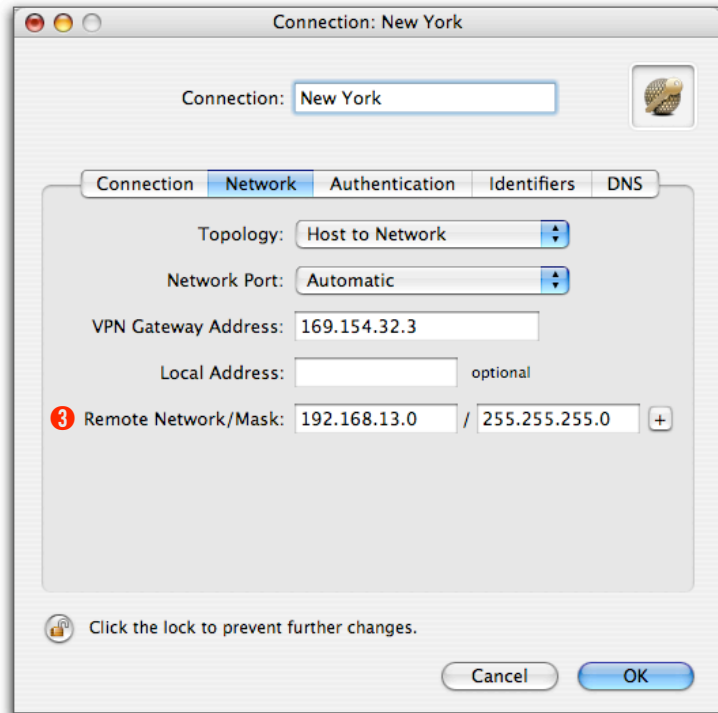 Connection: New York
Connection: New York
Connection Network Authentication Identifiers DNS
Topology: Host to Network
Network Port: Automatic
VPN Gateway Address: 169.154.32.3
Local Address: optional
3 Remote Network/Mask: 192.168.13.0 / 255.255.255.0 +
Click the lock to prevent further changes.
Cancel OK